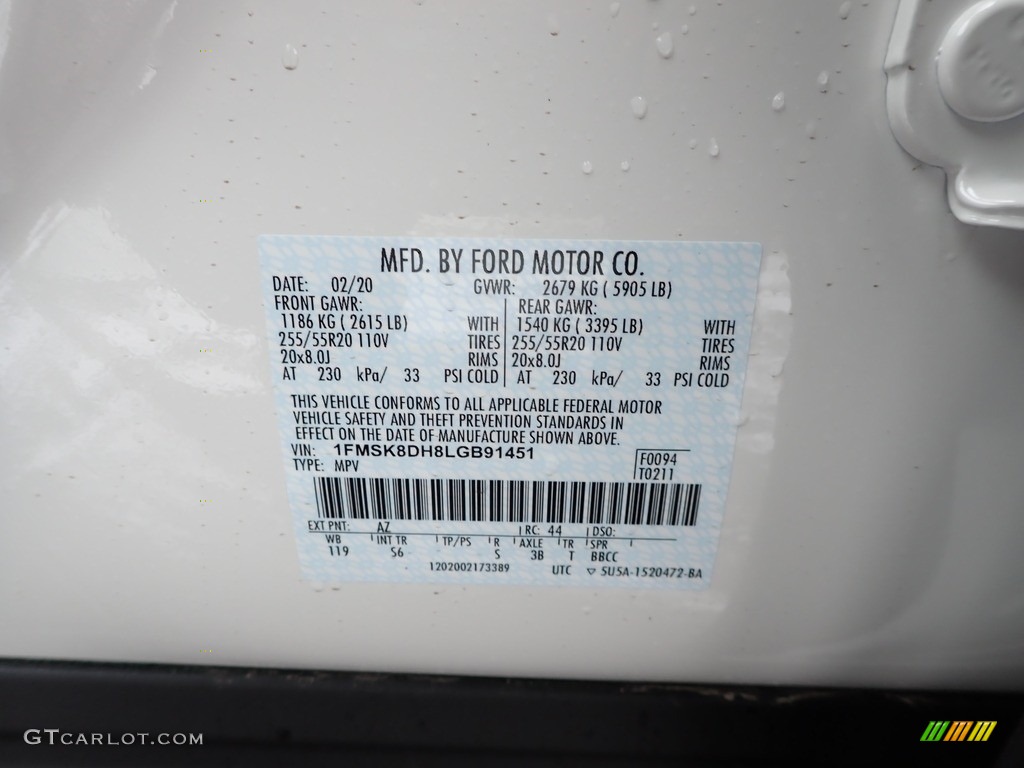 MFD. BY FORD MOTOR CO.
DATE: 02/20 GVWR: 2679 KG ( 5905 LB)
FRONT GAWR: REAR GAWR:
1186 KG ( 2615 LB) WITH 1540 KG ( 3395 LB) WITH
255/55R20 110V TIRES 255/55R20 110V TIRES
20x8.0J RIMS 20x8.0J RIMS
AT 230 kPa/ 33 PSI COLD AT 230 kPa/ 33 PSI COLD
THIS VEHICLE CONFORMS TO ALL APPLICABLE FEDERAL MOTOR
VEHICLE SAFETY AND THEFT PREVENTION STANDARDS IN
EFFECT ON THE DATE OF MANUFACTURE SHOWN ABOVE.
VIN: 1FMSK8DH8LGB91451
TYPE: MPV
F0094
T0211
EXT PNT: AZ RC: 44 DSO:
WB INT TR TP/PS R AXLE TR SPR
119 S6 S 3B T BBCC
1202002173389 UTC ▽ 5U5A-1520472-BA
GTCARLOT.COM